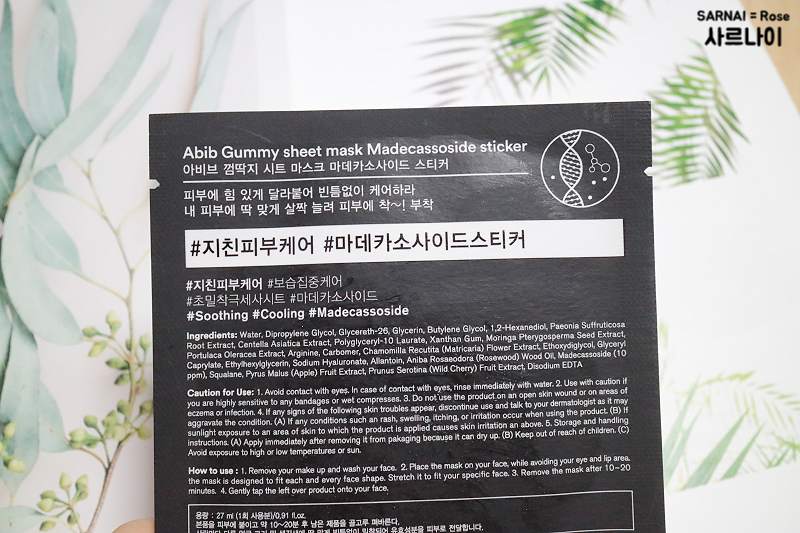 SARNAI = Rose
사르나이
Abib Gummy sheet mask Madecassoside sticker
아비브 껌딱지 시트 마스크 마데카소사이드 스티커
피부에 힘 있게 달라붙어 빈틈없이 케어하라
내 피부에 딱 맞게 살짝 늘려 피부에 착~! 부착
#지친피부케어 #마데카소사이드스티커
#지친피부케어 #보습집중케어
#초밀착극세사시트 #마데카소사이드
#Soothing #Cooling #Madecassoside
Ingredients: Water, Dipropylene Glycol, Glycereth-26, Glycerin, Butylene Glycol, 1,2-Hexanediol, Paeonia Suffruticosa
Root Extract, Centella Asiatica Extract, Polyglyceryl-10 Laurate, Xanthan Gum, Moringa Pterygosperma Seed Extract,
Portulaca Oleracea Extract, Arginine, Carbomer, Chamomilla Recutita (Matricaria) Flower Extract, Ethoxydiglycol, Glyceryl
Caprylate, Ethylhexylglycerin, Sodium Hyaluronate, Allantoin, Aniba Rosaeodora (Rosewood) Wood Oil, Madecassoside (10
ppm), Squalane, Pyrus Malus (Apple) Fruit Extract, Prunus Serotina (Wild Cherry) Fruit Extract, Disodium EDTA
Caution for Use: 1. Avoid contact with eyes. In case of contact with eyes, rinse immediately with water. 2. Use with caution if
you are highly sensitive to any bandages or wet compresses. 3. Do not use the product on an open skin wound or on areas of
eczema or infection. 4. If any signs of the following skin troubles appear, discontinue use and talk to your dermatologist as it may
aggravate the condition. (A) If any conditions such an rash, swelling, itching, or irritation occur when using the product. (B) If
sunlight exposure to an area of skin to which the product is applied causes skin irritation an above. 5. Storage and handling
instructions. (A) Apply immediately after removing it from pakaging because it can dry up. (B) Keep out of reach of children. (C)
Avoid exposure to high or low temperatures or sun.
How to use : 1. Remove your make up and wash your face. 2. Place the mask on your face, while avoiding your eye and lip area.
the mask is designed to fit each and every face shape. Stretch it to fit your specific face. 3. Remove the mask after 10~20
minutes. 4. Gently tap the left over product onto your face.
용량 : 27 ml (1회 사용분)/0.91 fl.oz.
본품을 피부에 붙이고 약 10~20분 후 남은 제품을 골고루 펴바른다.